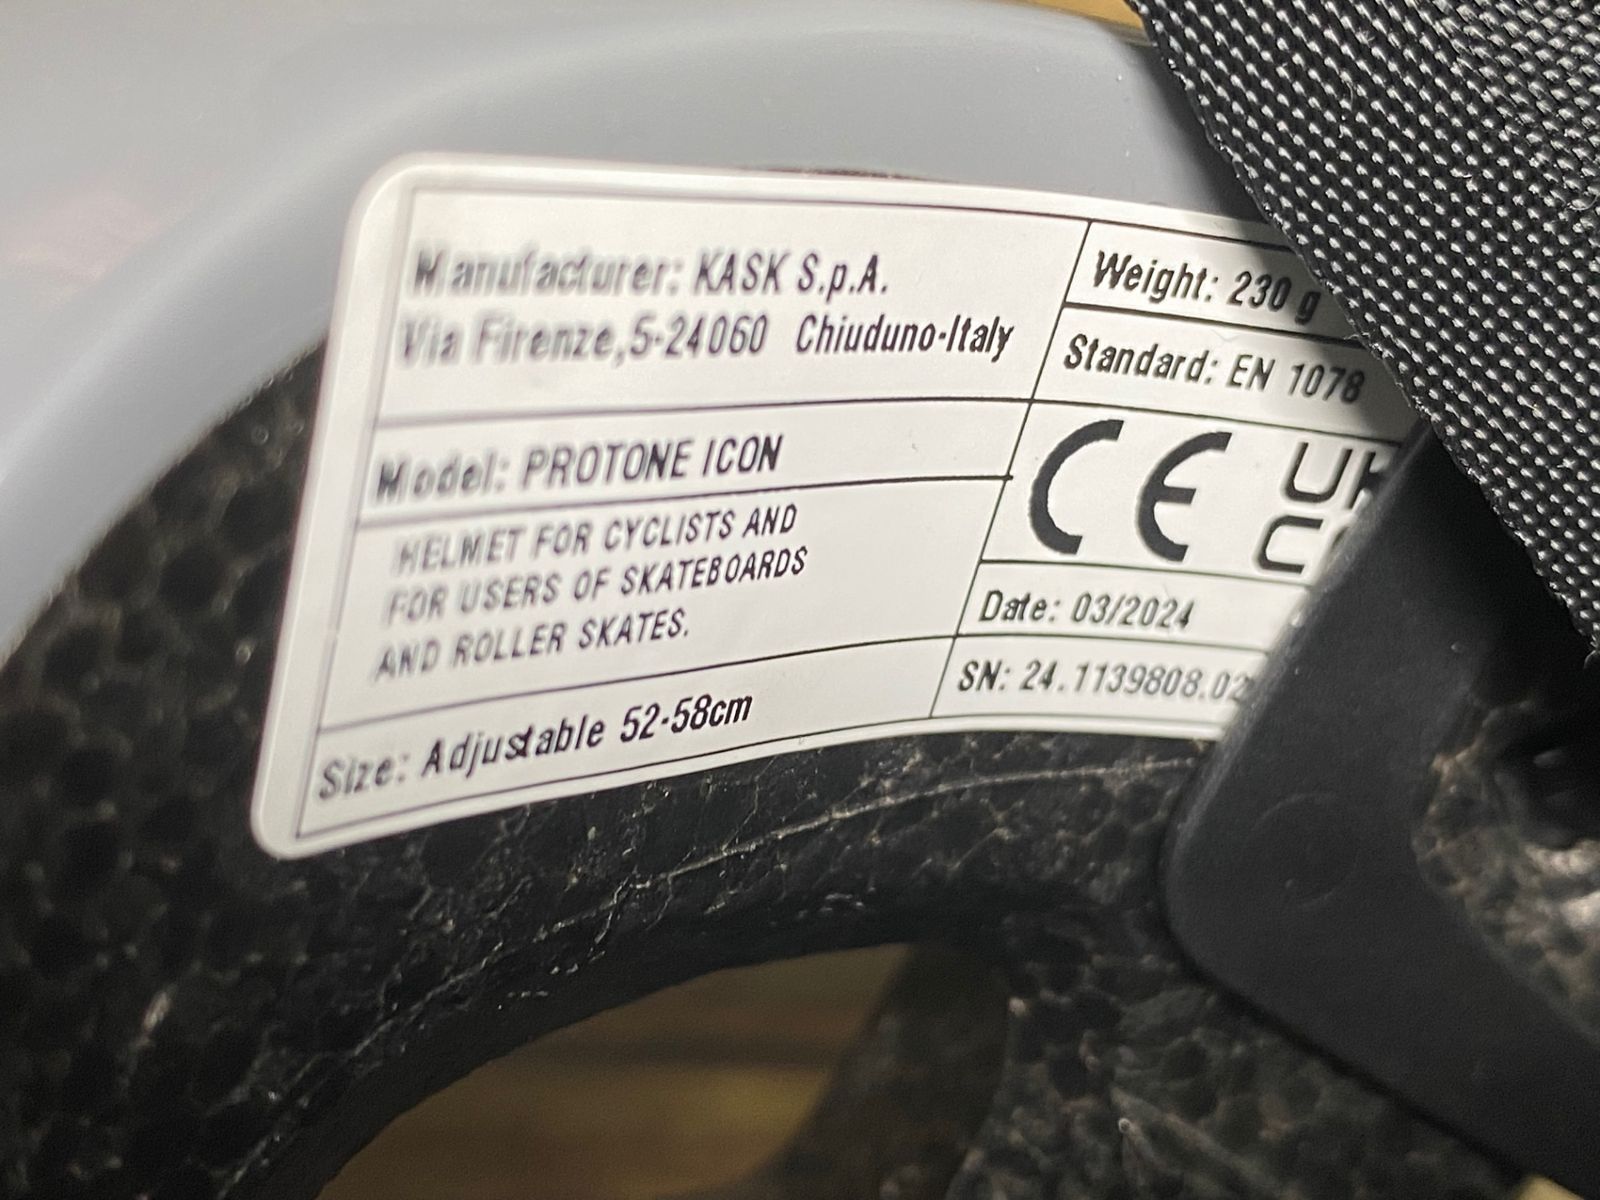 Manufacturer: KASK S.p.A.
Via Firenze,5-24060 Chiuduno-Italy
Model: PROTONE ICON
HELMET FOR CYCLISTS AND
FOR USERS OF SKATEBOARDS
AND ROLLER SKATES.
Size: Adjustable 52-58cm
Weight: 230 g
Standard: EN 1078
CE
Date: 03/2024
SN: 24.1139808.02